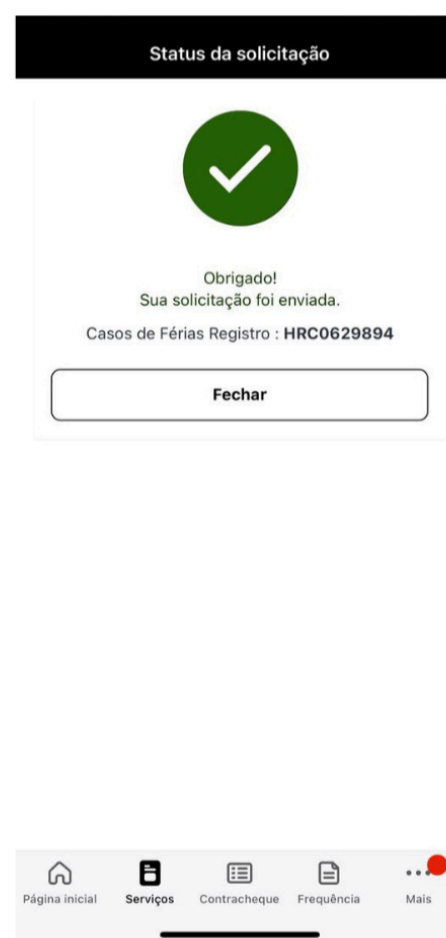 Status da solicitação
Obrigado!
Sua solicitação foi enviada.
Casos de Férias Registro : HRC0629894
Fechar
Página inicial
Serviços
Contracheque
Frequência
Mais